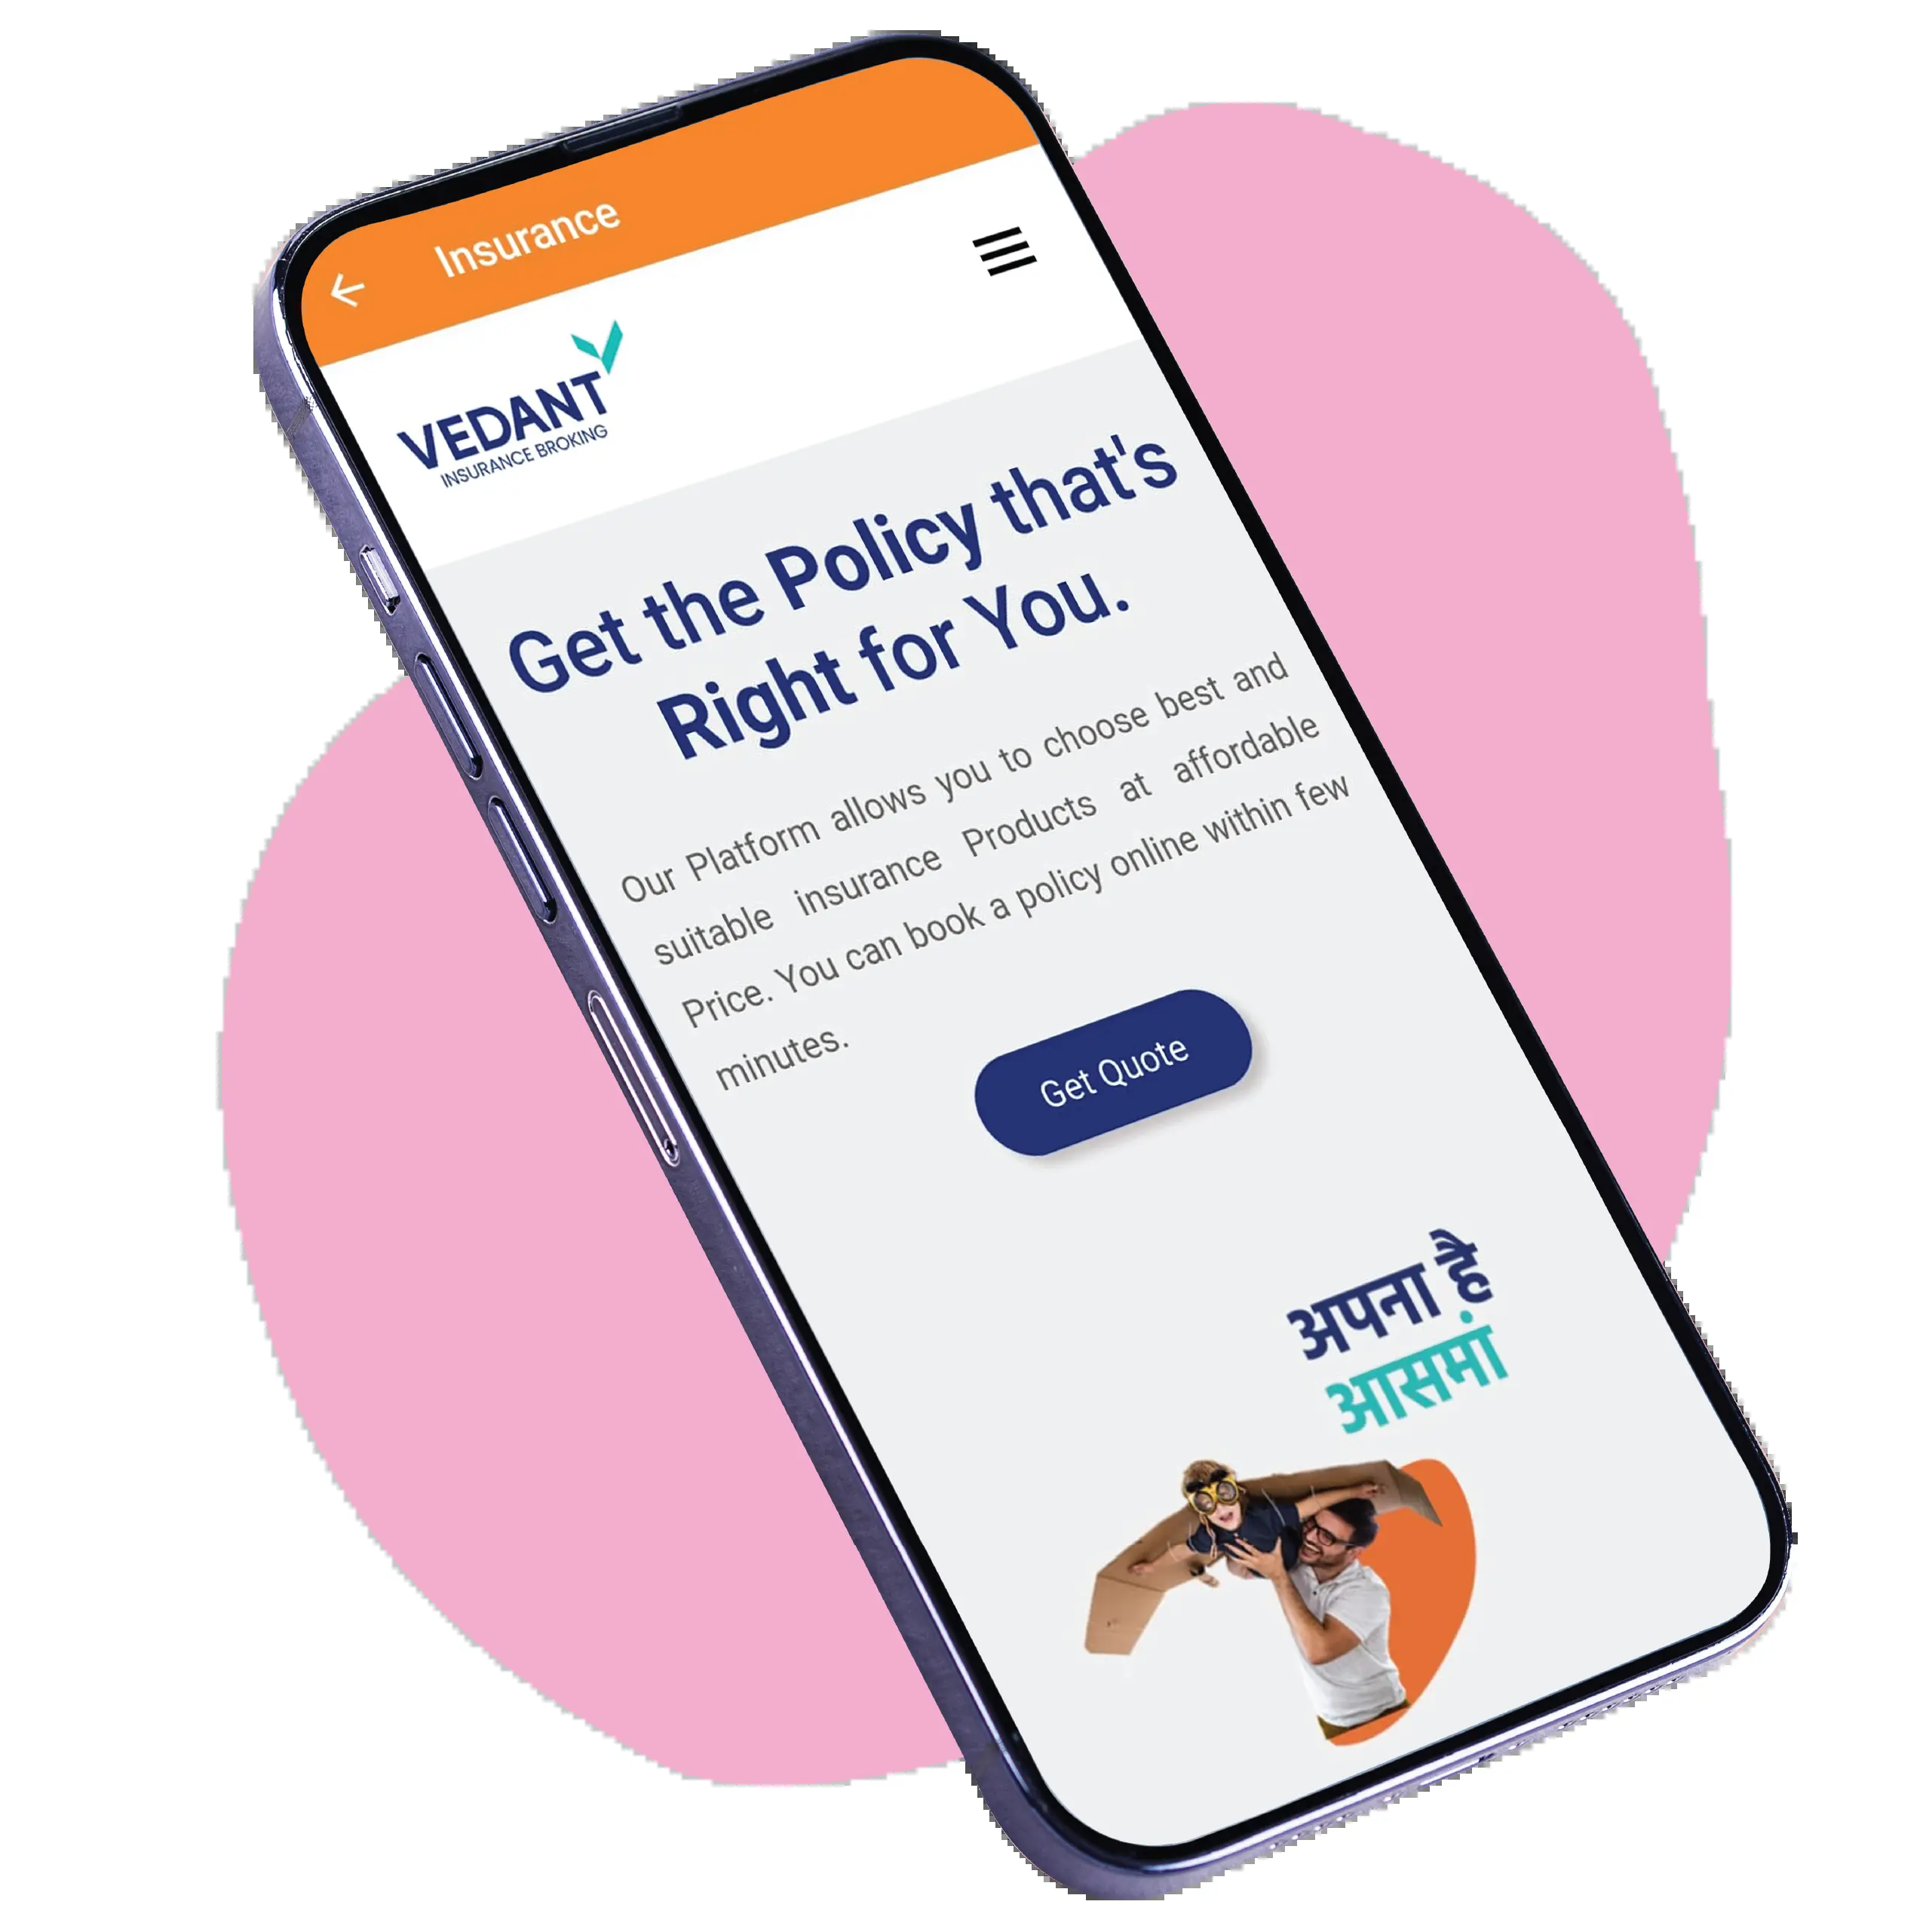 Insurance
VEDANT
INSURANCE BROKING
Get the Policy that's
Right for You.
Our Platform allows you to choose best and
suitable insurance Products at affordable
Price. You can book a policy online within few
minutes.
Get Quote
अपना है
आसमां